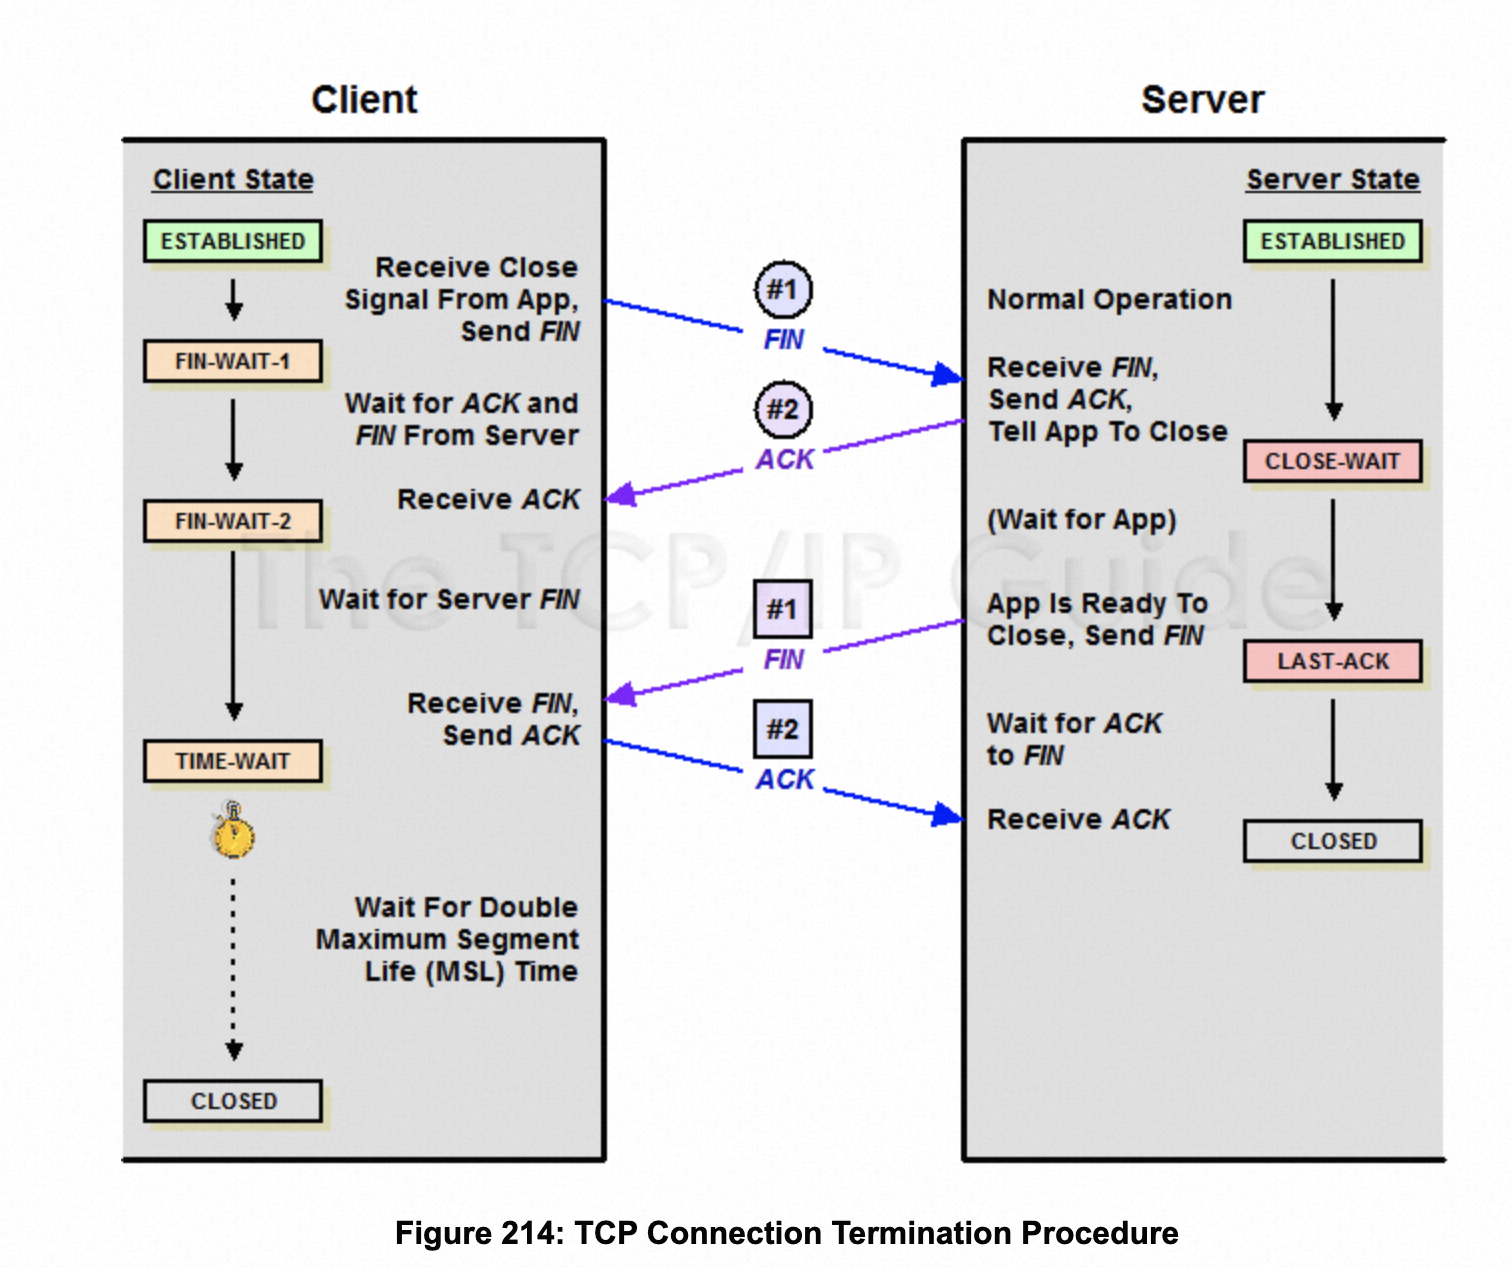 Client
Server
Client State
ESTABLISHED
Receive Close
Signal From App,
Send FIN
FIN-WAIT-1
Wait for ACK and
FIN From Server
Receive ACK
FIN-WAIT-2
Wait for Server FIN
Receive FIN,
Send ACK
TIME-WAIT
Wait For Double
Maximum Segment
Life (MSL) Time
CLOSED
#1
FIN
#2
ACK
#1
FIN
#2
ACK
Server State
ESTABLISHED
Normal Operation
Receive FIN,
Send ACK,
Tell App To Close
CLOSE-WAIT
(Wait for App)
App Is Ready To
Close, Send FIN
LAST-ACK
Wait for ACK
to FIN
Receive ACK
CLOSED
The TCP/IP Guide
Figure 214: TCP Connection Termination Procedure